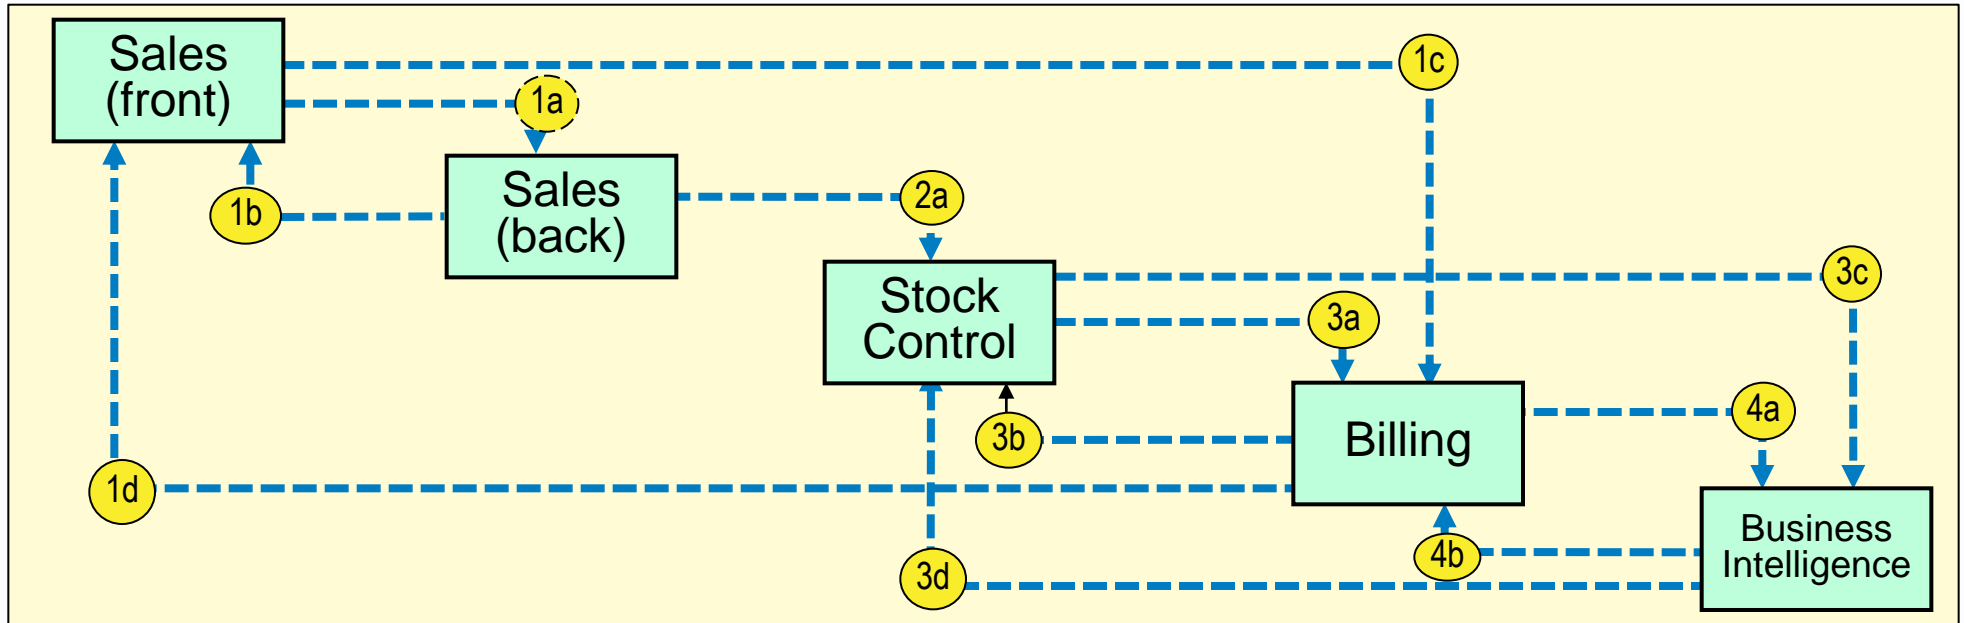 Sales
(front)
1c
1a
Sales
(back)
2a
1b
Stock
Control
3c
3a
Billing
4a
3b
1d
Business
Intelligence
4b
3d